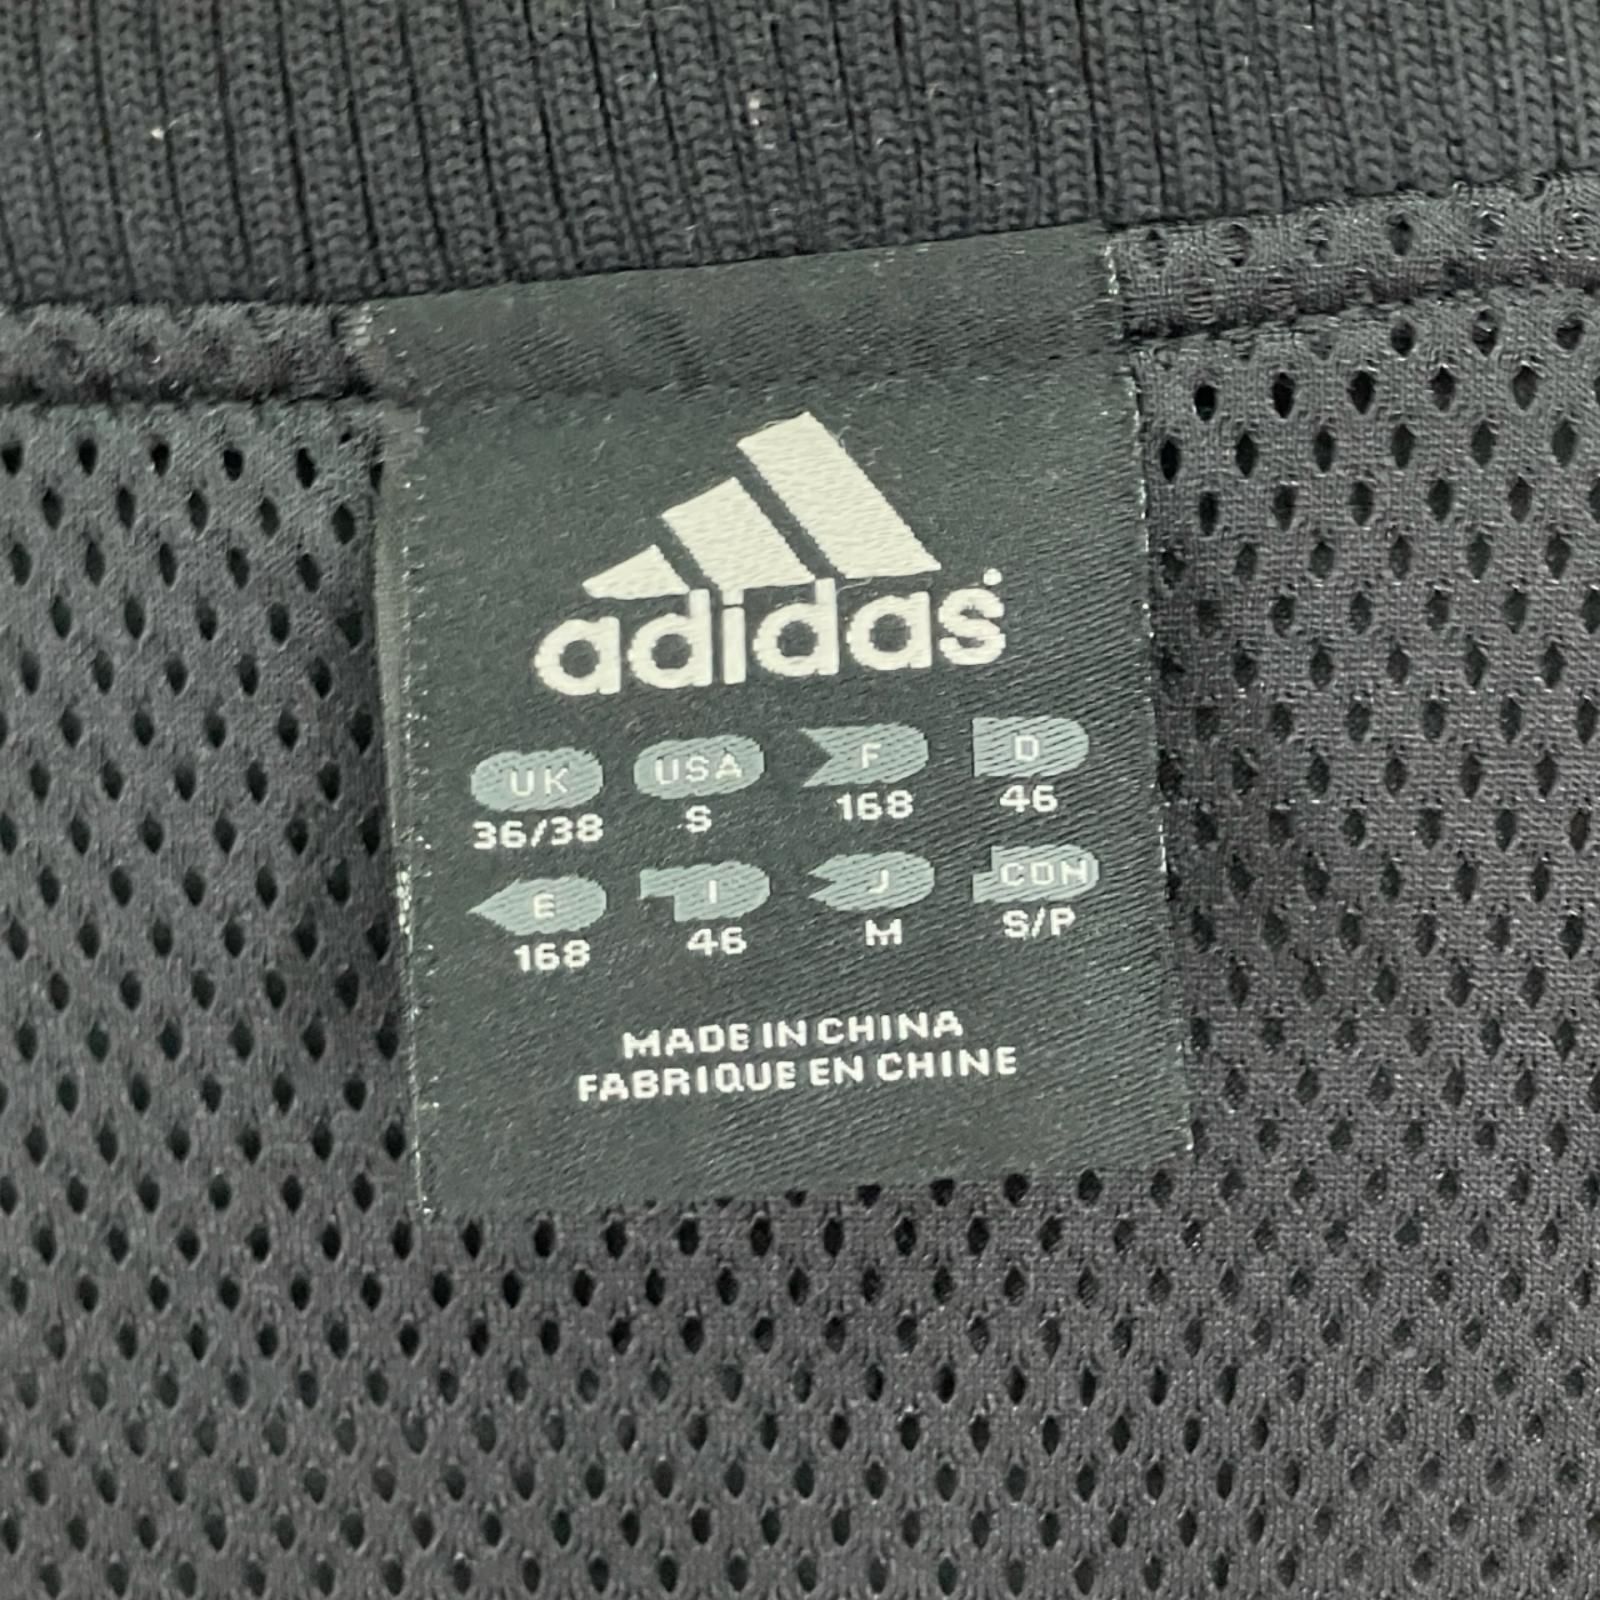 adidas
UK USA F D
36/38 S 168 46
E I J CDN
168 46 M S/P
MADE IN CHINA
FABRIQUE EN CHINE